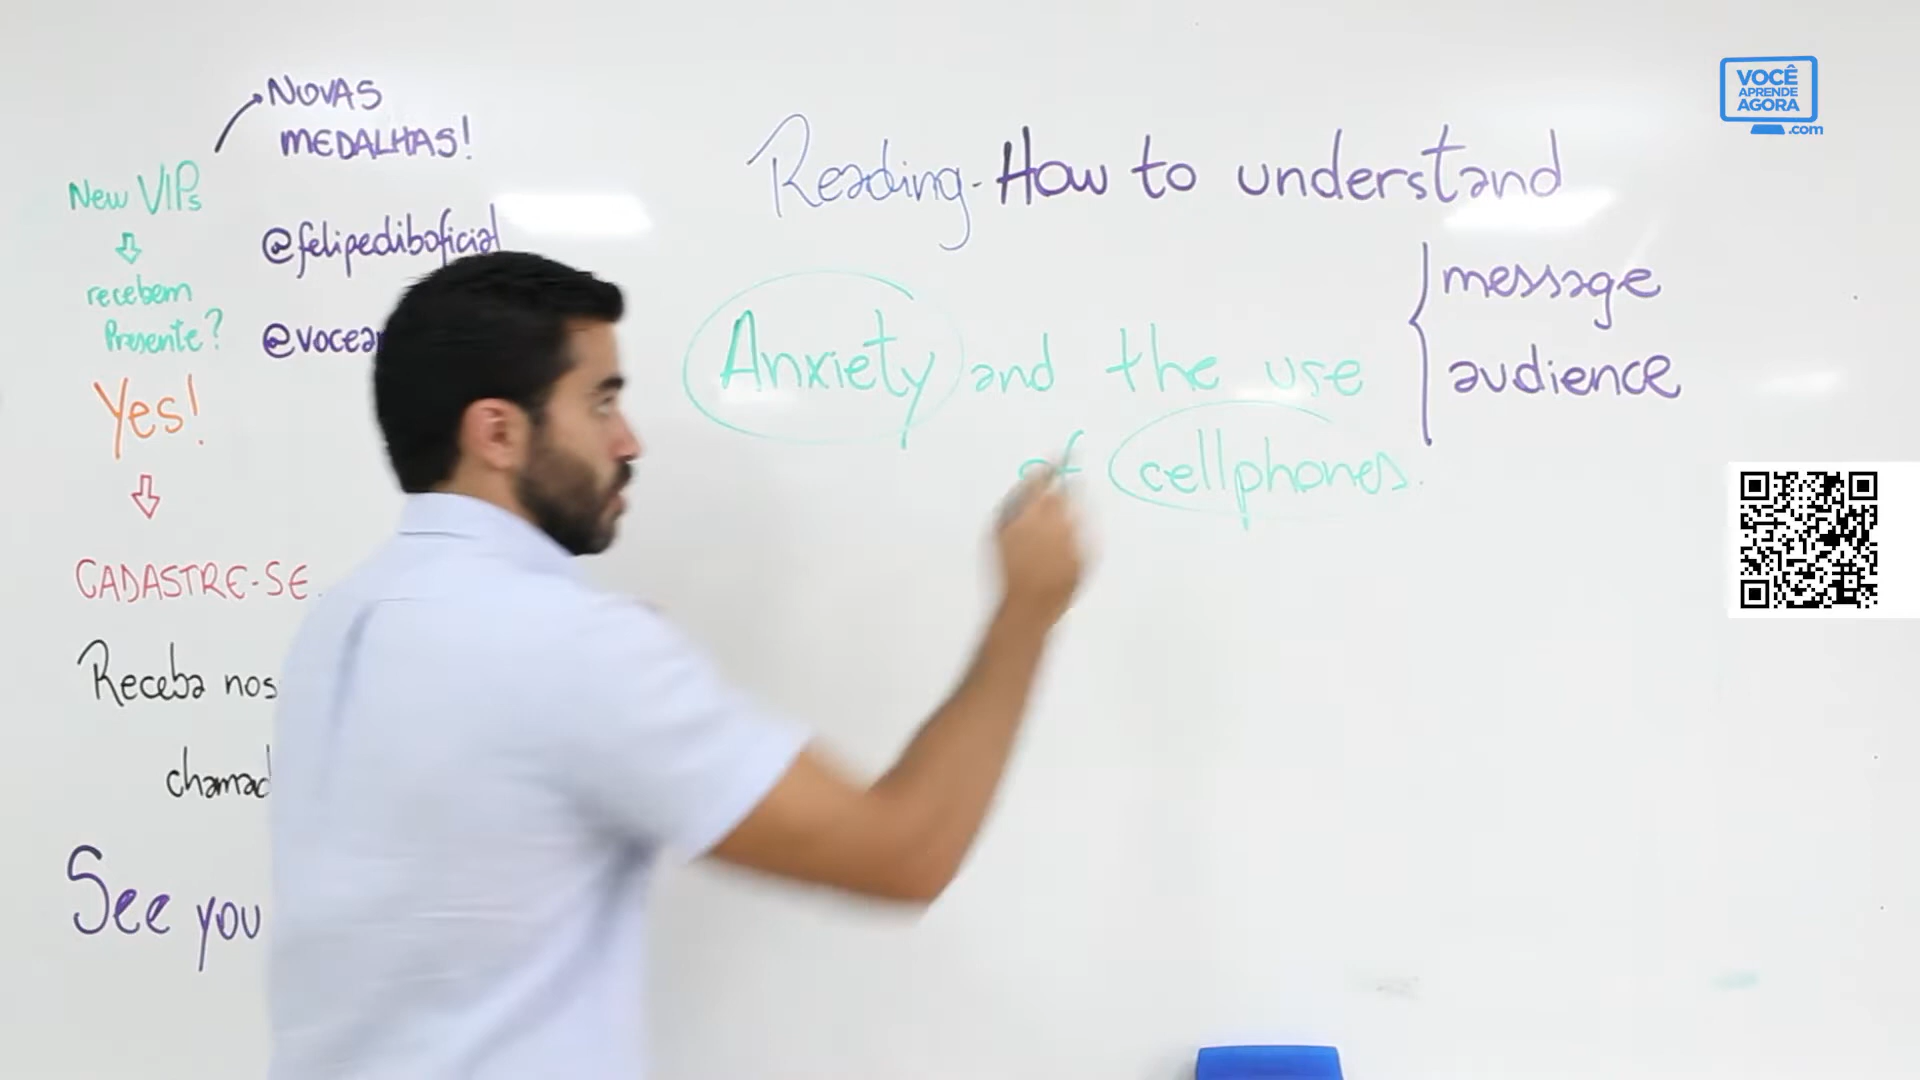 NOVAS
MEDALHAS!
New VIPs
recebem
Presente?
Yes!
CADASTRE-SE.
Receba nos
See you
@felipediboficial
Reading - How to understand
message
audience
Anxiety and the use
of cellphones.
VOCÊ
APRENDE
AGORA
.com